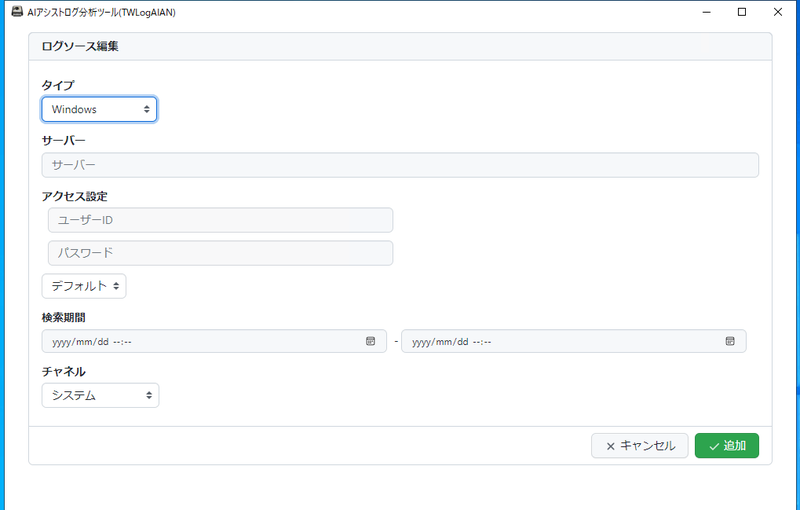 AIアシストログ分析ツール(TWLogAIAN)
ログソース編集
タイプ
Windows
サーバー
サーバー
アクセス設定
ユーザーID
パスワード
デフォルト
検索期間
yyyy/mm/dd --:-- - yyyy/mm/dd --:--
チャネル
システム
キャンセル 追加